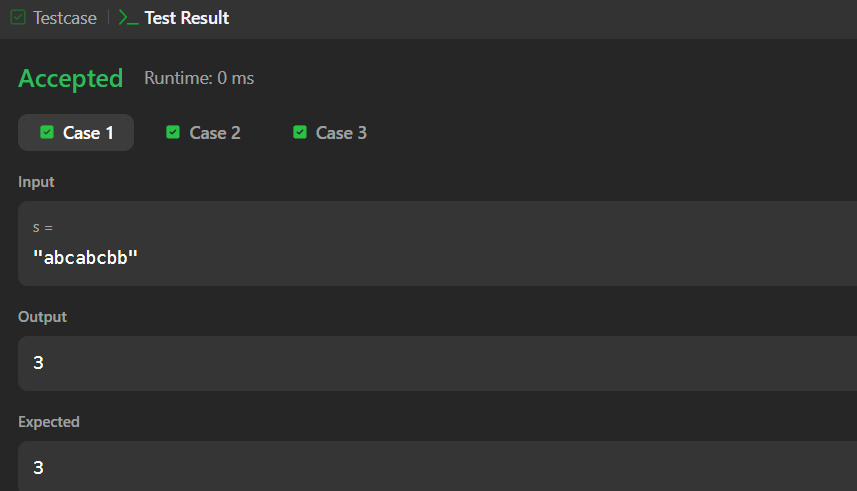 Testcase Test Result
Accepted Runtime: 0 ms
Case 1 Case 2 Case 3
Input
s =
"abcabcbb"
Output
3
Expected
3